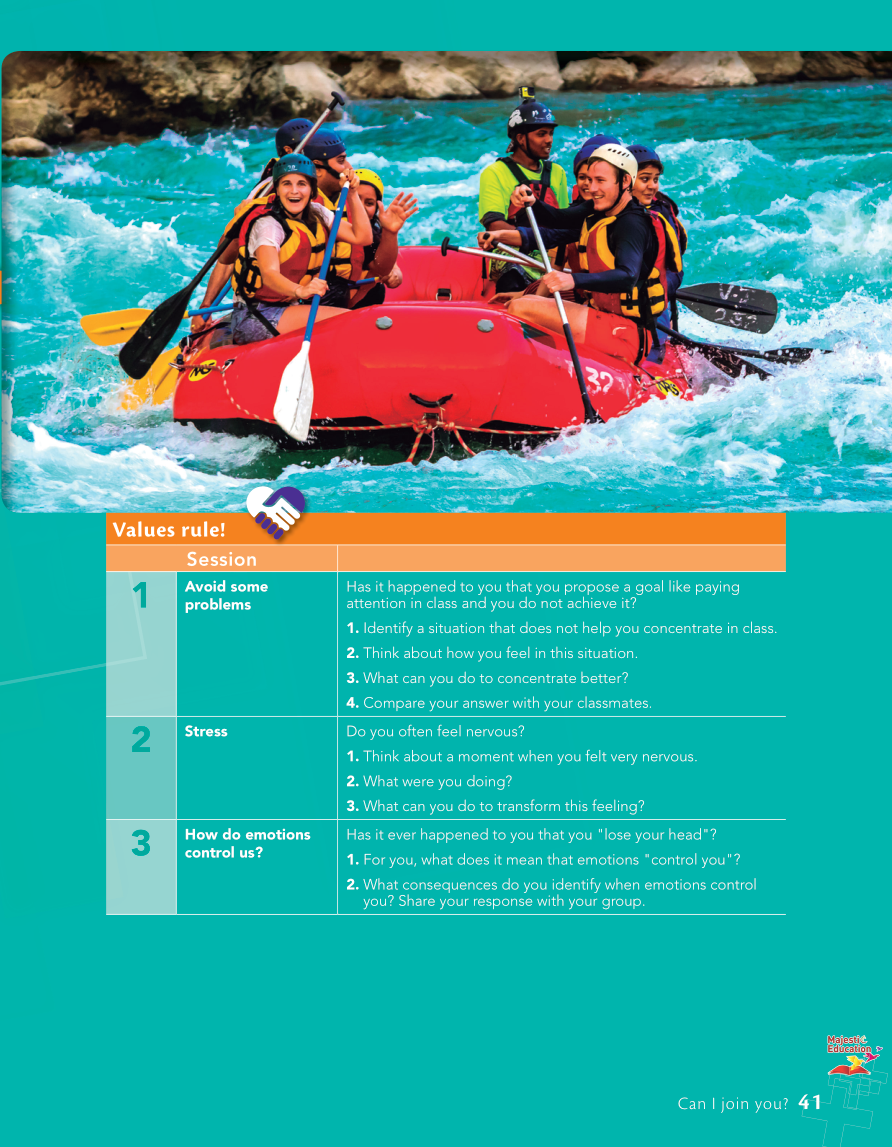 32
Values rule!
Session
1
Avoid some
problems
Has it happened to you that you propose a goal like paying
attention in class and you do not achieve it?
1. Identify a situation that does not help you concentrate in class.
2. Think about how you feel in this situation.
3. What can you do to concentrate better?
4. Compare your answer with your classmates.
2
Stress
Do you often feel nervous?
1. Think about a moment when you felt very nervous.
2. What were you doing?
3. What can you do to transform this feeling?
3
How do emotions
control us?
Has it ever happened to you that you "lose your head"?
1. For you, what does it mean that emotions "control you"?
2. What consequences do you identify when emotions control
you? Share your response with your group.
Majestic
Education
Can I join you? 41